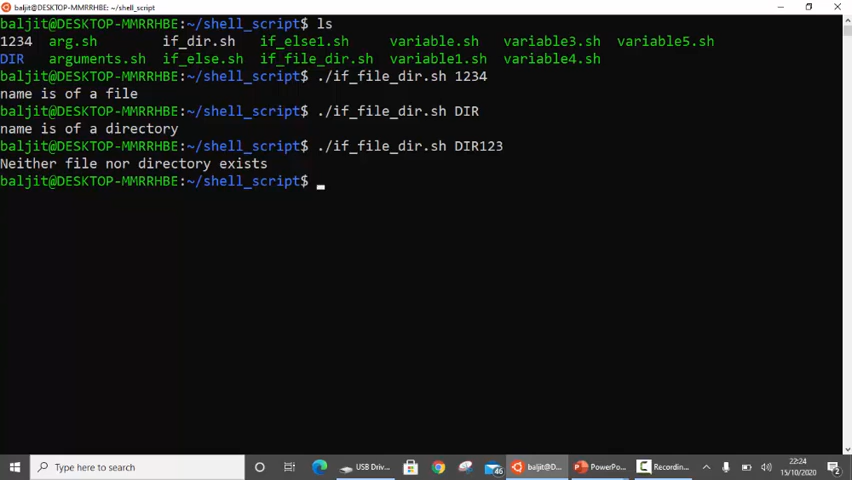 baljit@DESKTOP-MMRRHBE: ~/shell_script
baljit@DESKTOP-MMRRHBE:~/shell_script$ ls
1234  arg.sh        if_dir.sh   if_else1.sh     variable.sh   variable3.sh  variable5.sh
DIR   arguments.sh  if_else.sh  if_file_dir.sh  variable1.sh  variable4.sh
baljit@DESKTOP-MMRRHBE:~/shell_script$ ./if_file_dir.sh 1234
name is of a file
baljit@DESKTOP-MMRRHBE:~/shell_script$ ./if_file_dir.sh DIR
name is of a directory
baljit@DESKTOP-MMRRHBE:~/shell_script$ ./if_file_dir.sh DIR123
Neither file nor directory exists
baljit@DESKTOP-MMRRHBE:~/shell_script$
Type here to search
USB Driv...
46
baljit@D...
PowerPo...
Recordin...
22:24
15/10/2020
2